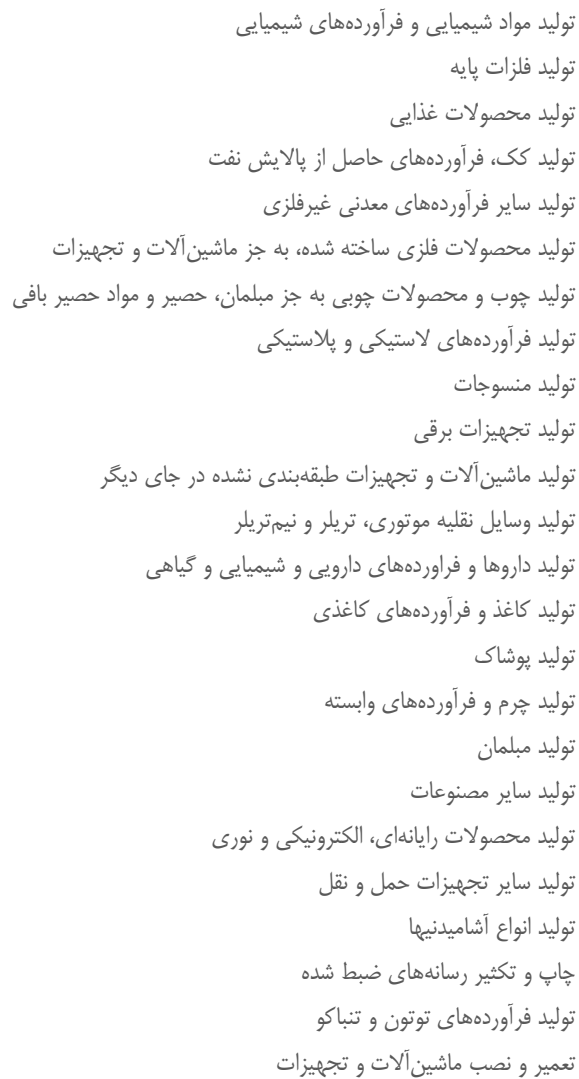 تولید مواد شیمیایی و فرآورده‌های شیمیایی
تولید فلزات پایه
تولید محصولات غذایی
تولید کک، فرآورده‌های حاصل از پالایش نفت
تولید سایر فرآورده‌های معدنی غیرفلزی
تولید محصولات فلزی ساخته شده، به جز ماشین‌آلات و تجهیزات
تولید چوب و محصولات چوبی به جز مبلمان، حصیر و مواد حصیر بافی
تولید فرآورده‌های لاستیکی و پلاستیکی
تولید منسوجات
تولید تجهیزات برقی
تولید ماشین‌آلات و تجهیزات طبقه‌بندی نشده در جای دیگر
تولید وسایل نقلیه موتوری، تریلر و نیم‌تریلر
تولید داروها و فراورده‌های دارویی و شیمیایی و گیاهی
تولید کاغذ و فرآورده‌های کاغذی
تولید پوشاک
تولید چرم و فرآورده‌های وابسته
تولید مبلمان
تولید سایر مصنوعات
تولید محصولات رایانه‌ای، الکترونیکی و نوری
تولید سایر تجهیزات حمل و نقل
تولید انواع آشامیدنیها
چاپ و تکثیر رسانه‌های ضبط شده
تولید فرآورده‌های توتون و تنباکو
تعمیر و نصب ماشین‌آلات و تجهیزات